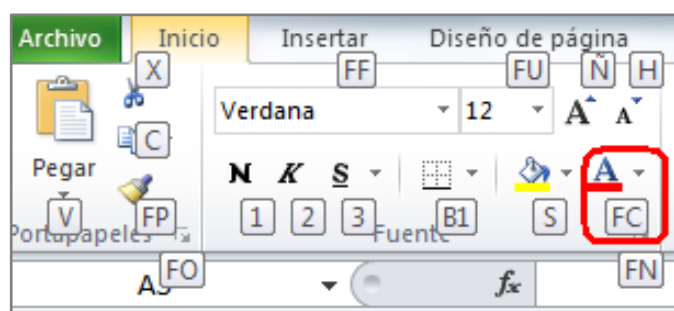 Archivo Inicio Insertar Diseño de página
X FF FU Ñ H
Verdana 12 A A
C
Pegar N K S A
V FP 1 2 3 B1 S FC
Portapapeles Fuente
FO FN
fx